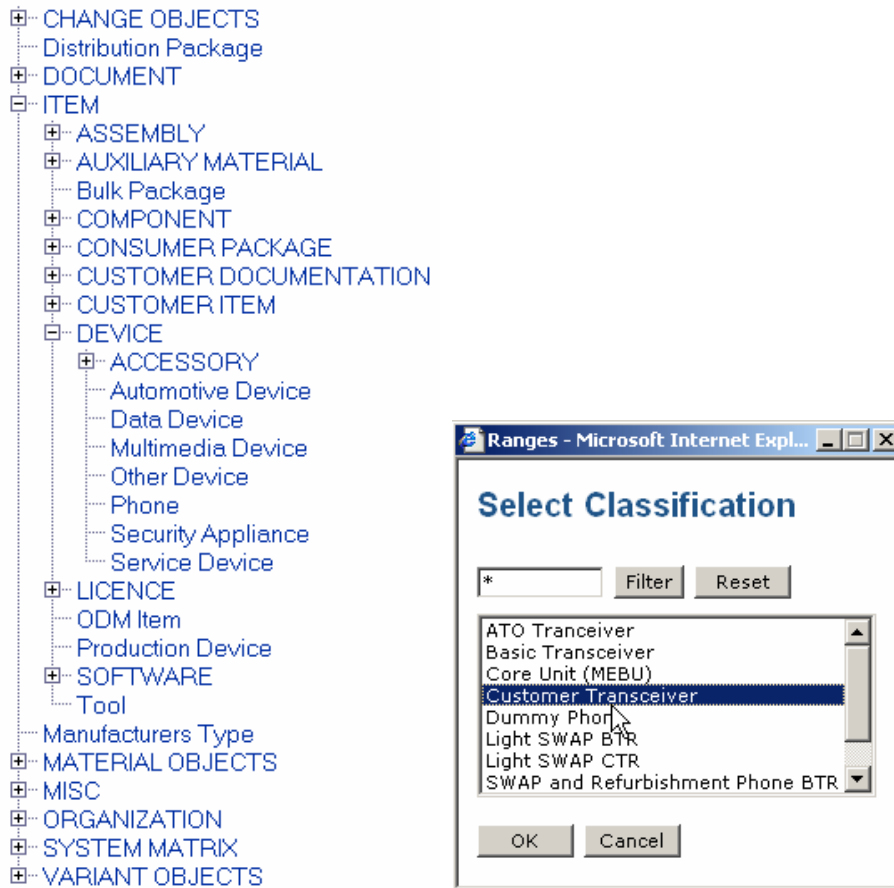 CHANGE OBJECTS
Distribution Package
DOCUMENT
ITEM
ASSEMBLY
AUXILIARY MATERIAL
Bulk Package
COMPONENT
CONSUMER PACKAGE
CUSTOMER DOCUMENTATION
CUSTOMER ITEM
DEVICE
ACCESSORY
Automotive Device
Data Device
Multimedia Device
Other Device
Phone
Security Appliance
Service Device
LICENCE
ODM Item
Production Device
SOFTWARE
Tool
Manufacturers Type
MATERIAL OBJECTS
MISC
ORGANIZATION
SYSTEM MATRIX
VARIANT OBJECTS
Ranges - Microsoft Internet Expl...
Select Classification
* Filter Reset
ATO Tranceiver
Basic Transceiver
Core Unit (MEBU)
Customer Transceiver
Dummy Phone
Light SWAP BTR
Light SWAP CTR
SWAP and Refurbishment Phone BTR
OK Cancel